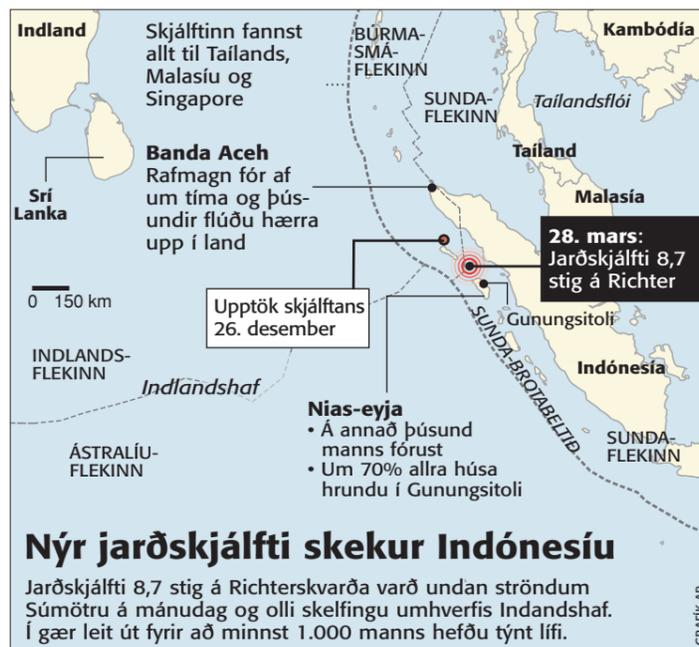 Indland
Skjálftinn fannst
allt til Taílands,
Malasíu og
Singapore
BÚRMA-
SMÁ-
FLEKINN
Kambódía
SUNDA-
FLEKINN
Taílandsflói
Taíland
Banda Aceh
Rafmagn fór af
um tíma og þús-
undir flúðu hærra
upp í land
Srí
Lanka
Malasía
28. mars:
Jarðskjálfti 8,7
stig á Richter
0 150 km
Upptök skjálftans
26. desember
Gunungsitoli
SUNDA-BROTABELTIÐ
INDLANDS-
FLEKINN
Indlandshaf
Indónesía
Nias-eyja
• Á annað þúsund
manns fórust
• Um 70% allra húsa
hrundu í Gunungsitoli
ÁSTRALÍU-
FLEKINN
SUNDA-
FLEKINN
Nýr jarðskjálfti skekur Indónesíu
Jarðskjálfti 8,7 stig á Richterskvarða varð undan ströndum
Súmötru á mánudag og olli skelfingu umhverfis Indandshaf.
Í gær leit út fyrir að minnst 1.000 manns hefðu týnt lífi.
GRAFÍK AP